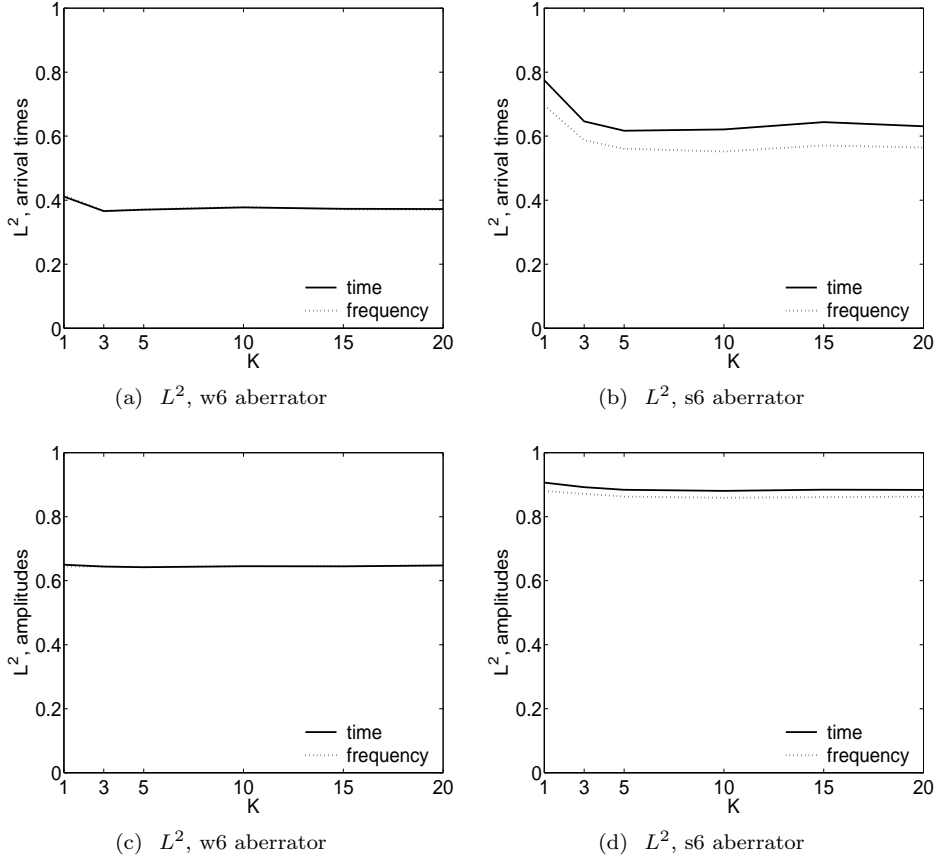 1
0.8
0.6
0.4
0.2
0
L², arrival times
time
frequency
1 3 5 10 15 20
K
(a) L², w6 aberrator
1
0.8
0.6
0.4
0.2
0
L², arrival times
time
frequency
1 3 5 10 15 20
K
(b) L², s6 aberrator
1
0.8
0.6
0.4
0.2
0
L², amplitudes
time
frequency
1 3 5 10 15 20
K
(c) L², w6 aberrator
1
0.8
0.6
0.4
0.2
0
L², amplitudes
time
frequency
1 3 5 10 15 20
K
(d) L², s6 aberrator